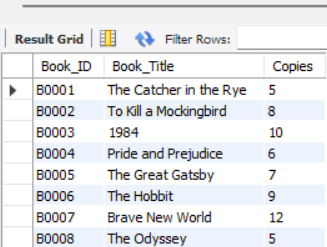 Result Grid Filter Rows:
Book_ID Book_Title Copies
B0001 The Catcher in the Rye 5
B0002 To Kill a Mockingbird 8
B0003 1984 10
B0004 Pride and Prejudice 6
B0005 The Great Gatsby 7
B0006 The Hobbit 9
B0007 Brave New World 12
B0008 The Odyssey 5